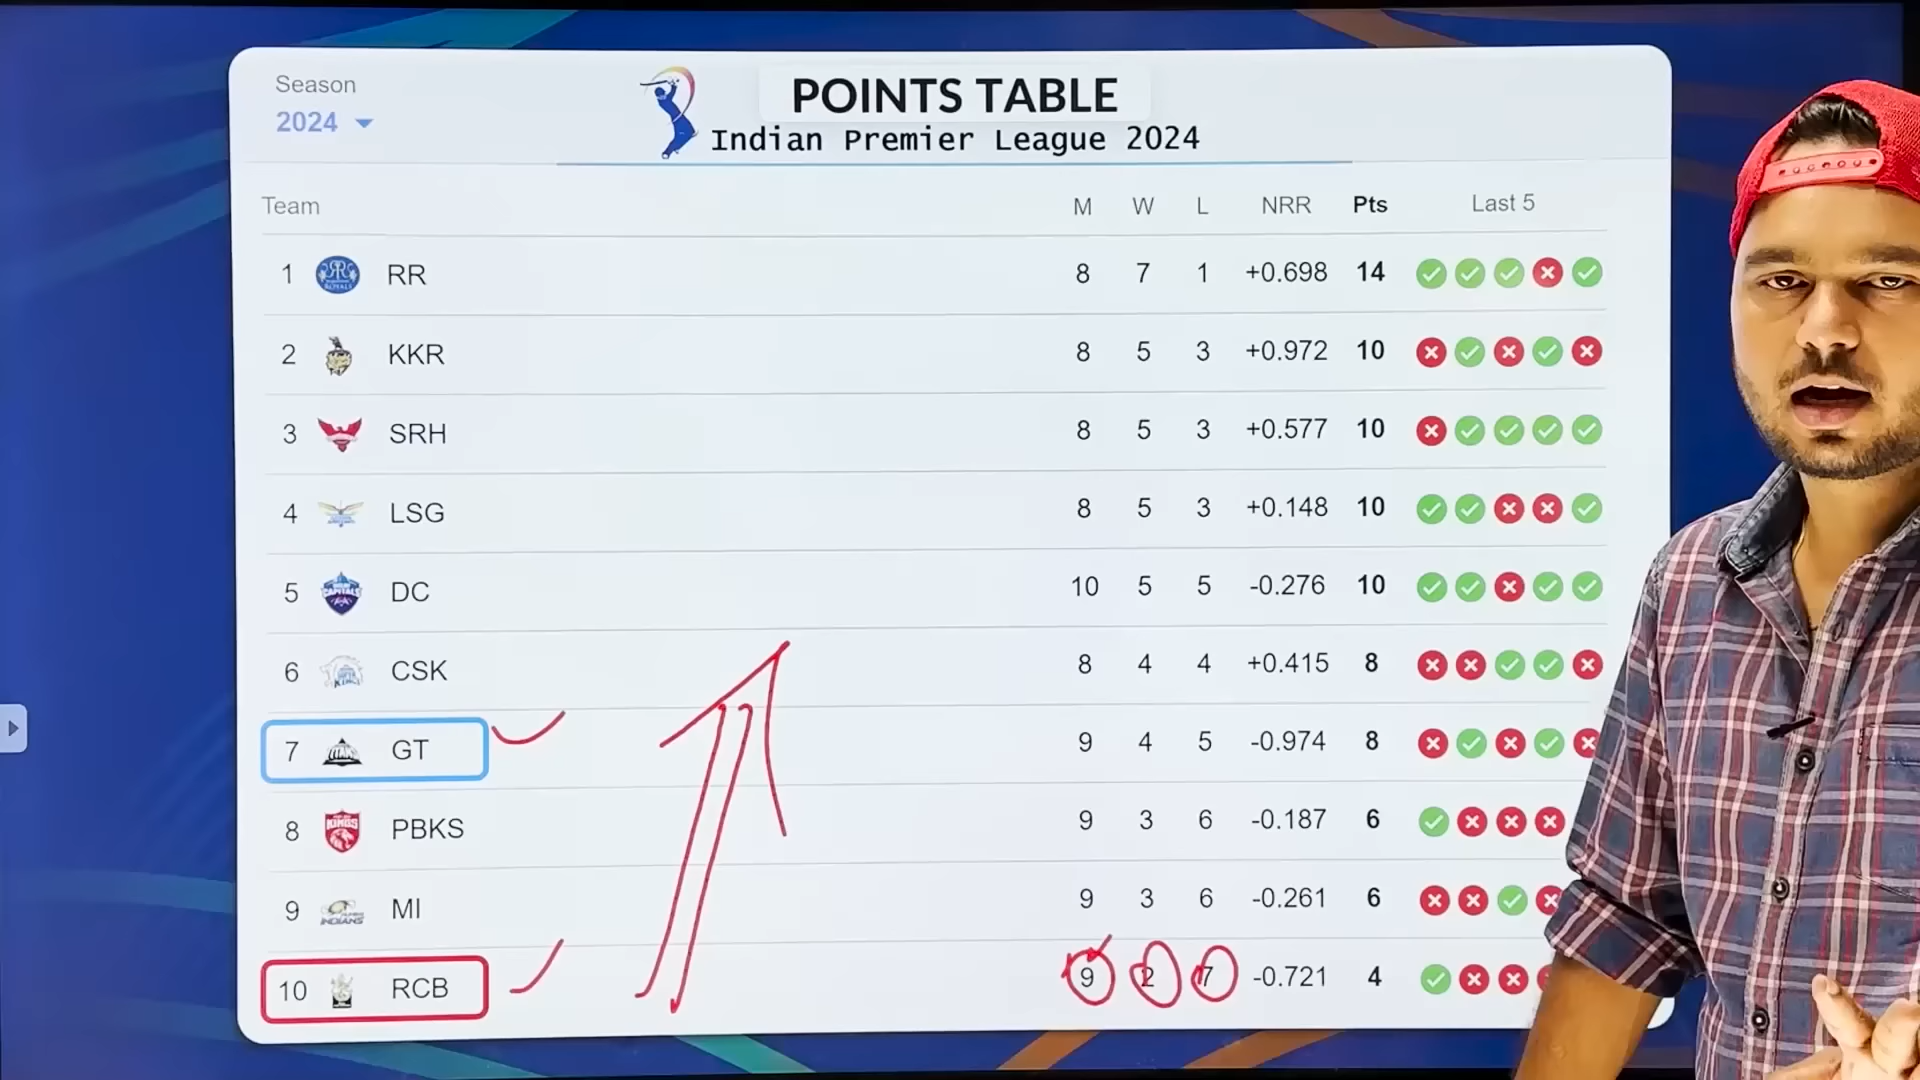 Season
2024
POINTS TABLE
Indian Premier League 2024
Team M W L NRR Pts Last 5
1 RR 8 7 1 +0.698 14
2 KKR 8 5 3 +0.972 10
3 SRH 8 5 3 +0.577 10
4 LSG 8 5 3 +0.148 10
5 DC 10 5 5 -0.276 10
6 CSK 8 4 4 +0.415 8
7 GT 9 4 5 -0.974 8
8 PBKS 9 3 6 -0.187 6
9 MI 9 3 6 -0.261 6
10 RCB 9 2 7 -0.721 4